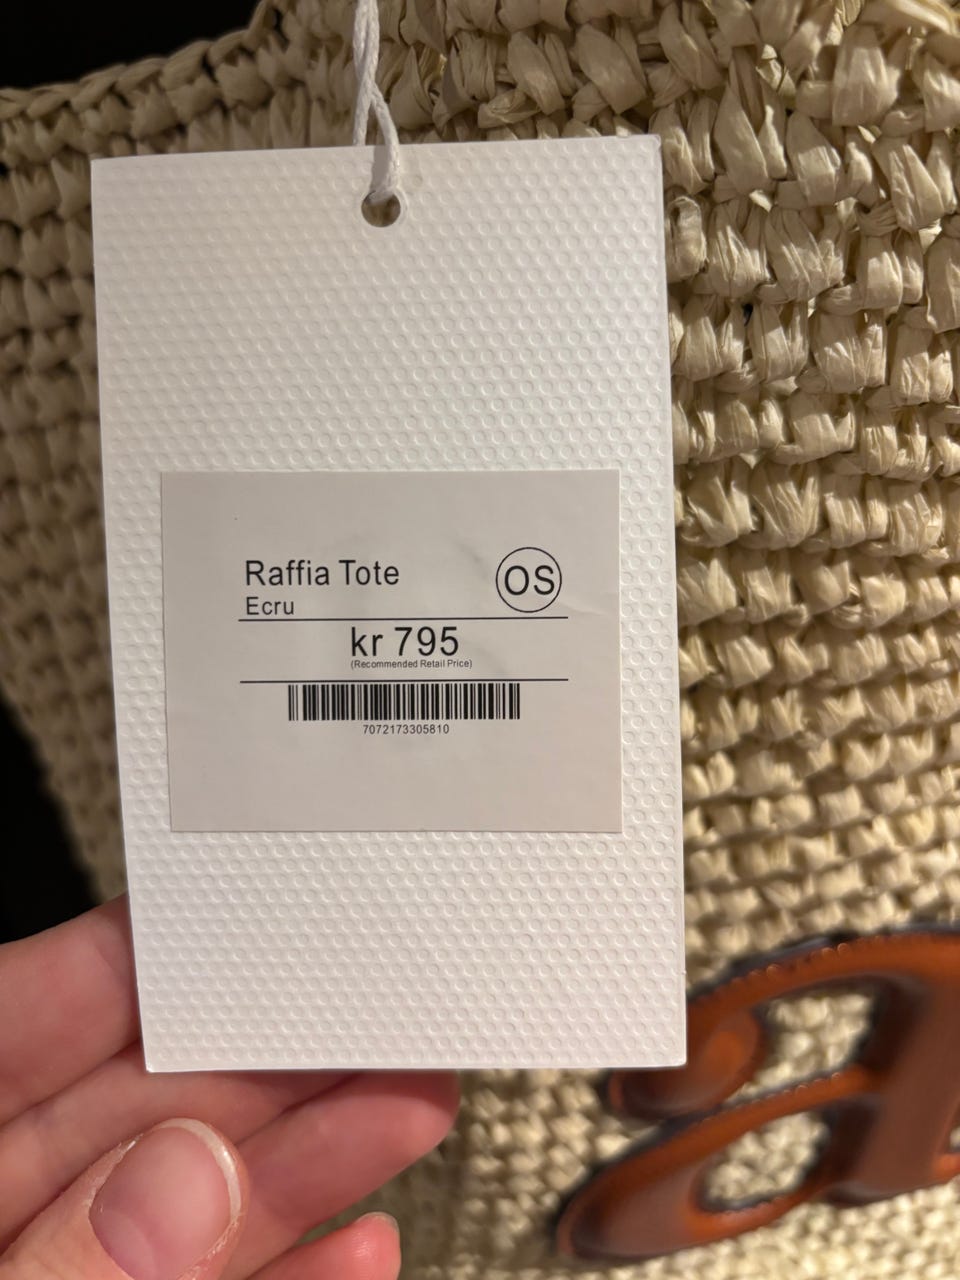 Raffia Tote
OS
Ecru
kr 795
(Recommended Retail Price)
7072173305810
a